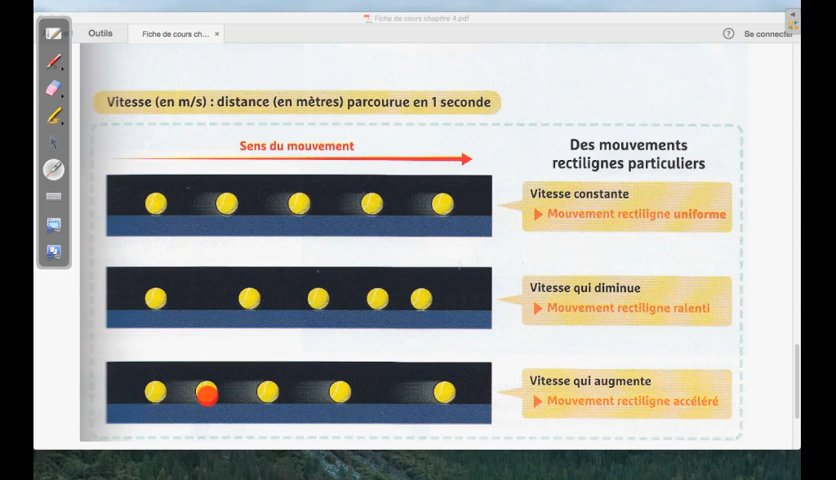 Fiche de cours chapitre 4.pdf
Outils
Fiche de cours ch... ×
? Se connecter
Vitesse (en m/s) : distance (en mètres) parcourue en 1 seconde
Sens du mouvement
Des mouvements
rectilignes particuliers
Vitesse constante
▶ Mouvement rectiligne uniforme
Vitesse qui diminue
▶ Mouvement rectiligne ralenti
Vitesse qui augmente
▶ Mouvement rectiligne accéléré